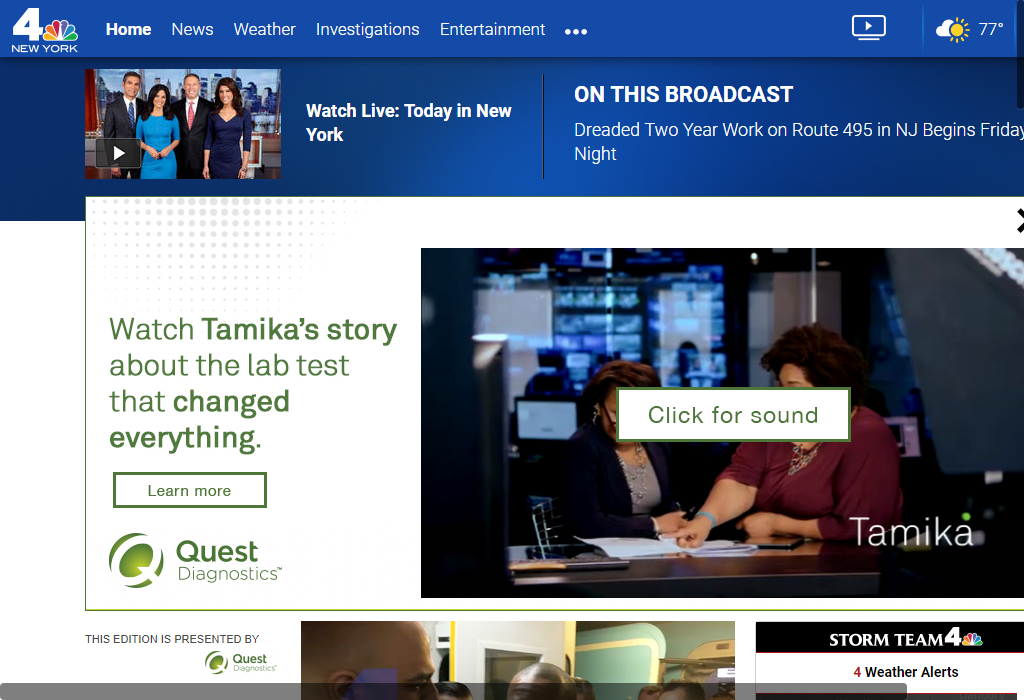 4
NEW YORK
Home News Weather Investigations Entertainment •••
77°
Watch Live: Today in New
York
ON THIS BROADCAST
Dreaded Two Year Work on Route 495 in NJ Begins Friday
Night
Watch Tamika's story
about the lab test
that changed
everything.
Learn more
Quest
Diagnostics™
Click for sound
Tamika
THIS EDITION IS PRESENTED BY
Quest
Diagnostics™
STORM TEAM 4
4 Weather Alerts